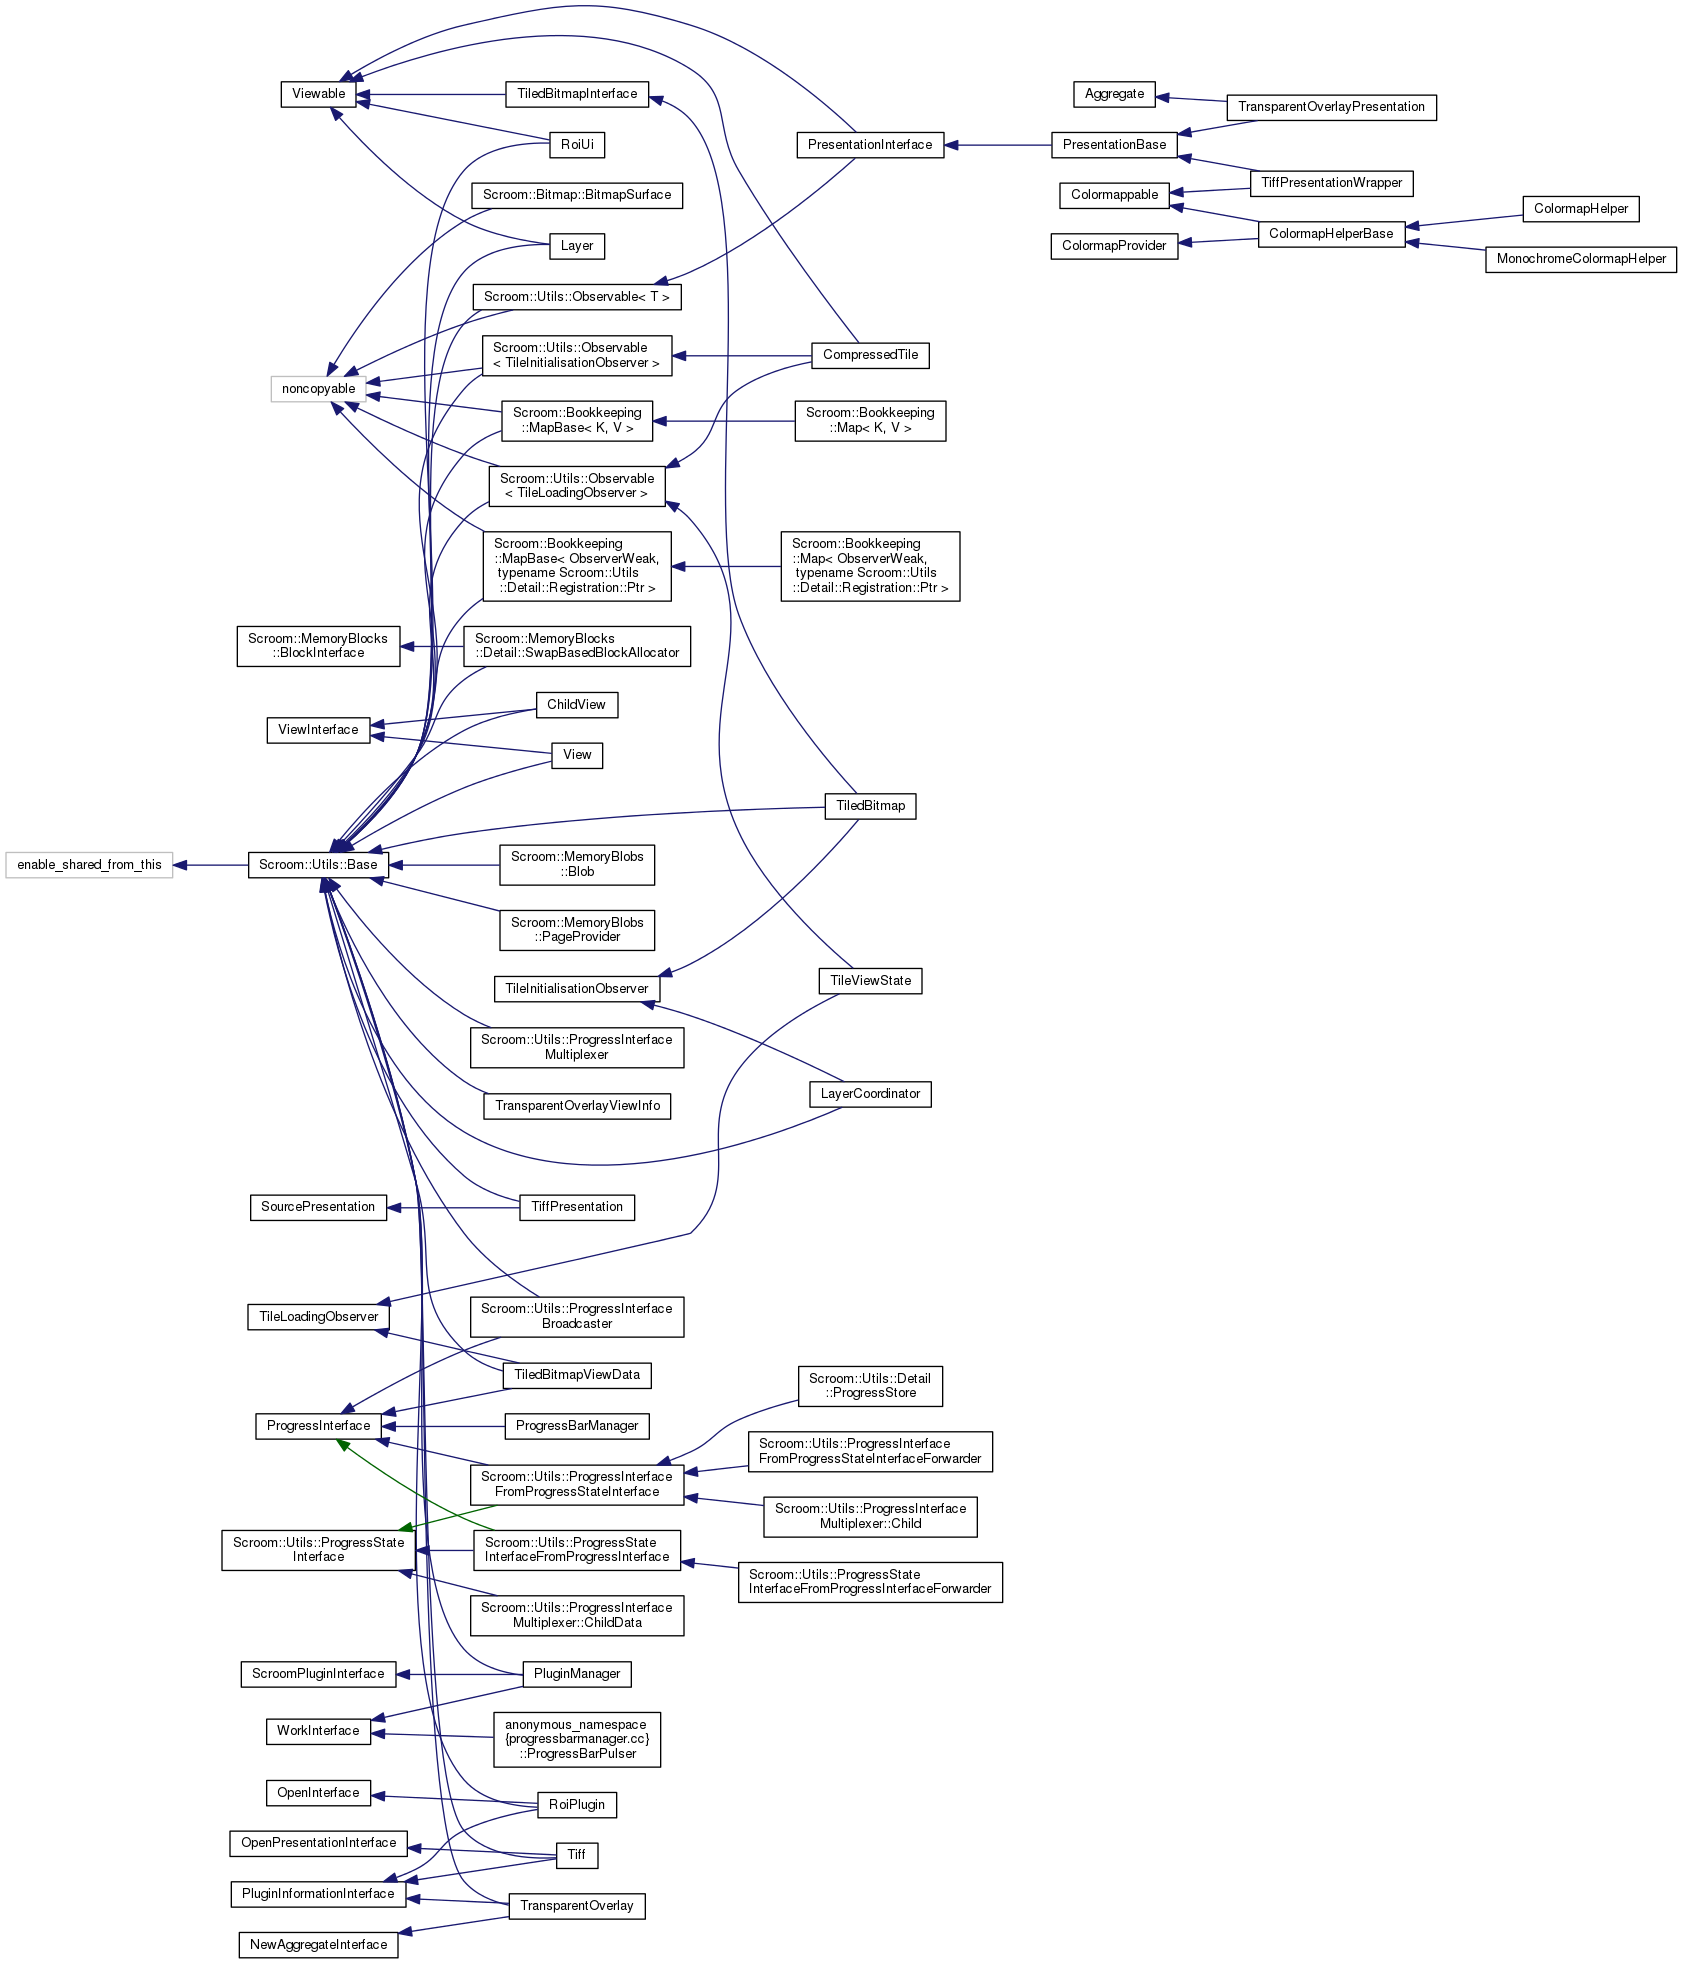 Viewable
TiledBitmapInterface
Aggregate
TransparentOverlayPresentation
RoiUi
PresentationInterface
PresentationBase
Scroom::Bitmap::BitmapSurface
Colormappable
TiffPresentationWrapper
ColormapHelper
Layer
ColormapProvider
ColormapHelperBase
MonochromeColormapHelper
Scroom::Utils::Observable< T >
Scroom::Utils::Observable
< TileInitialisationObserver >
CompressedTile
noncopyable
Scroom::Bookkeeping
::MapBase< K, V >
Scroom::Bookkeeping
::Map< K, V >
Scroom::Utils::Observable
< TileLoadingObserver >
Scroom::Bookkeeping
::MapBase< ObserverWeak,
typename Scroom::Utils
::Detail::Registration::Ptr >
Scroom::Bookkeeping
::Map< ObserverWeak,
typename Scroom::Utils
::Detail::Registration::Ptr >
Scroom::MemoryBlocks
::BlockInterface
Scroom::MemoryBlocks
::Detail::SwapBasedBlockAllocator
ChildView
ViewInterface
View
TiledBitmap
enable_shared_from_this
Scroom::Utils::Base
Scroom::MemoryBlobs
::Blob
Scroom::MemoryBlobs
::PageProvider
TileInitialisationObserver
TileViewState
Scroom::Utils::ProgressInterface
Multiplexer
TransparentOverlayViewInfo
LayerCoordinator
SourcePresentation
TiffPresentation
TileLoadingObserver
Scroom::Utils::ProgressInterface
Broadcaster
TiledBitmapViewData
Scroom::Utils::Detail
::ProgressStore
ProgressInterface
ProgressBarManager
Scroom::Utils::ProgressInterface
FromProgressStateInterfaceForwarder
Scroom::Utils::ProgressInterface
FromProgressStateInterface
Scroom::Utils::ProgressInterface
Multiplexer::Child
Scroom::Utils::ProgressState
Interface
Scroom::Utils::ProgressState
InterfaceFromProgressInterface
Scroom::Utils::ProgressState
InterfaceFromProgressInterfaceForwarder
Scroom::Utils::ProgressInterface
Multiplexer::ChildData
ScroomPluginInterface
PluginManager
WorkInterface
anonymous_namespace
{progressbarmanager.cc}
::ProgressBarPulser
OpenInterface
RoiPlugin
OpenPresentationInterface
Tiff
PluginInformationInterface
TransparentOverlay
NewAggregateInterface